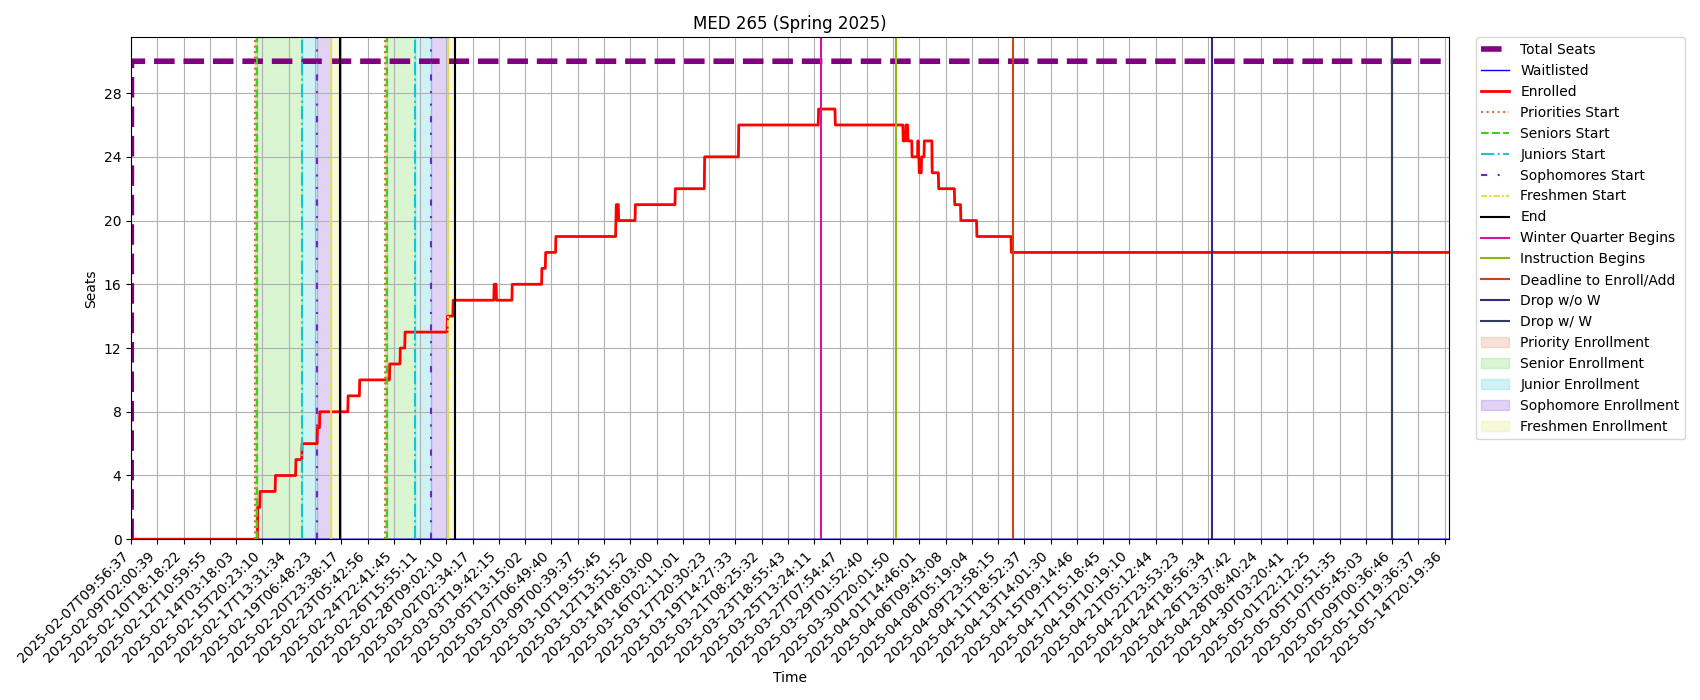 MED 265 (Spring 2025)
Seats
28
24
20
16
12
8
4
0
2025-02-07T09:56:37
2025-02-09T02:00:39
2025-02-10T18:18:22
2025-02-12T10:59:55
2025-02-14T03:18:03
2025-02-15T20:23:10
2025-02-17T13:31:34
2025-02-19T06:48:23
2025-02-20T23:38:17
2025-02-23T05:42:56
2025-02-24T22:41:45
2025-02-26T15:55:11
2025-02-28T09:02:10
2025-03-02T02:34:17
2025-03-03T19:42:15
2025-03-05T13:15:02
2025-03-07T06:49:40
2025-03-09T00:39:37
2025-03-10T19:55:45
2025-03-12T13:51:52
2025-03-14T08:03:00
2025-03-16T02:11:01
2025-03-17T20:30:23
2025-03-19T14:27:33
2025-03-21T08:25:32
2025-03-23T18:55:43
2025-03-25T13:24:11
2025-03-27T07:54:47
2025-03-29T01:52:40
2025-03-30T20:01:50
2025-04-01T14:46:01
2025-04-06T09:43:08
2025-04-08T05:19:04
2025-04-09T23:58:15
2025-04-11T18:52:37
2025-04-13T14:01:30
2025-04-15T09:14:46
2025-04-17T15:18:45
2025-04-19T10:19:10
2025-04-21T05:12:44
2025-04-22T23:53:23
2025-04-24T18:56:34
2025-04-26T13:37:42
2025-04-28T08:40:24
2025-04-30T03:20:41
2025-05-01T22:12:25
2025-05-05T10:51:35
2025-05-07T05:45:03
2025-05-09T00:36:46
2025-05-10T19:36:37
2025-05-14T20:19:36
Time
Total Seats
Waitlisted
Enrolled
Priorities Start
Seniors Start
Juniors Start
Sophomores Start
Freshmen Start
End
Winter Quarter Begins
Instruction Begins
Deadline to Enroll/Add
Drop w/o W
Drop w/ W
Priority Enrollment
Senior Enrollment
Junior Enrollment
Sophomore Enrollment
Freshmen Enrollment